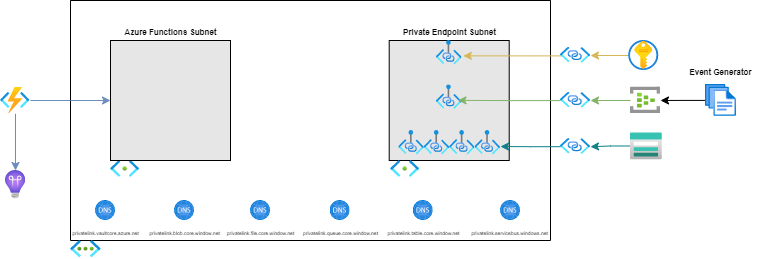 Azure Functions Subnet
Private Endpoint Subnet
Event Generator
DNS
DNS
DNS
DNS
DNS
DNS
privatelink.vaultcore.azure.net
privatelink.blob.core.window.net
privatelink.file.core.window.net
privatelink.queue.core.window.net
privatelink.table.core.window.net
privatelink.servicebus.windows.net